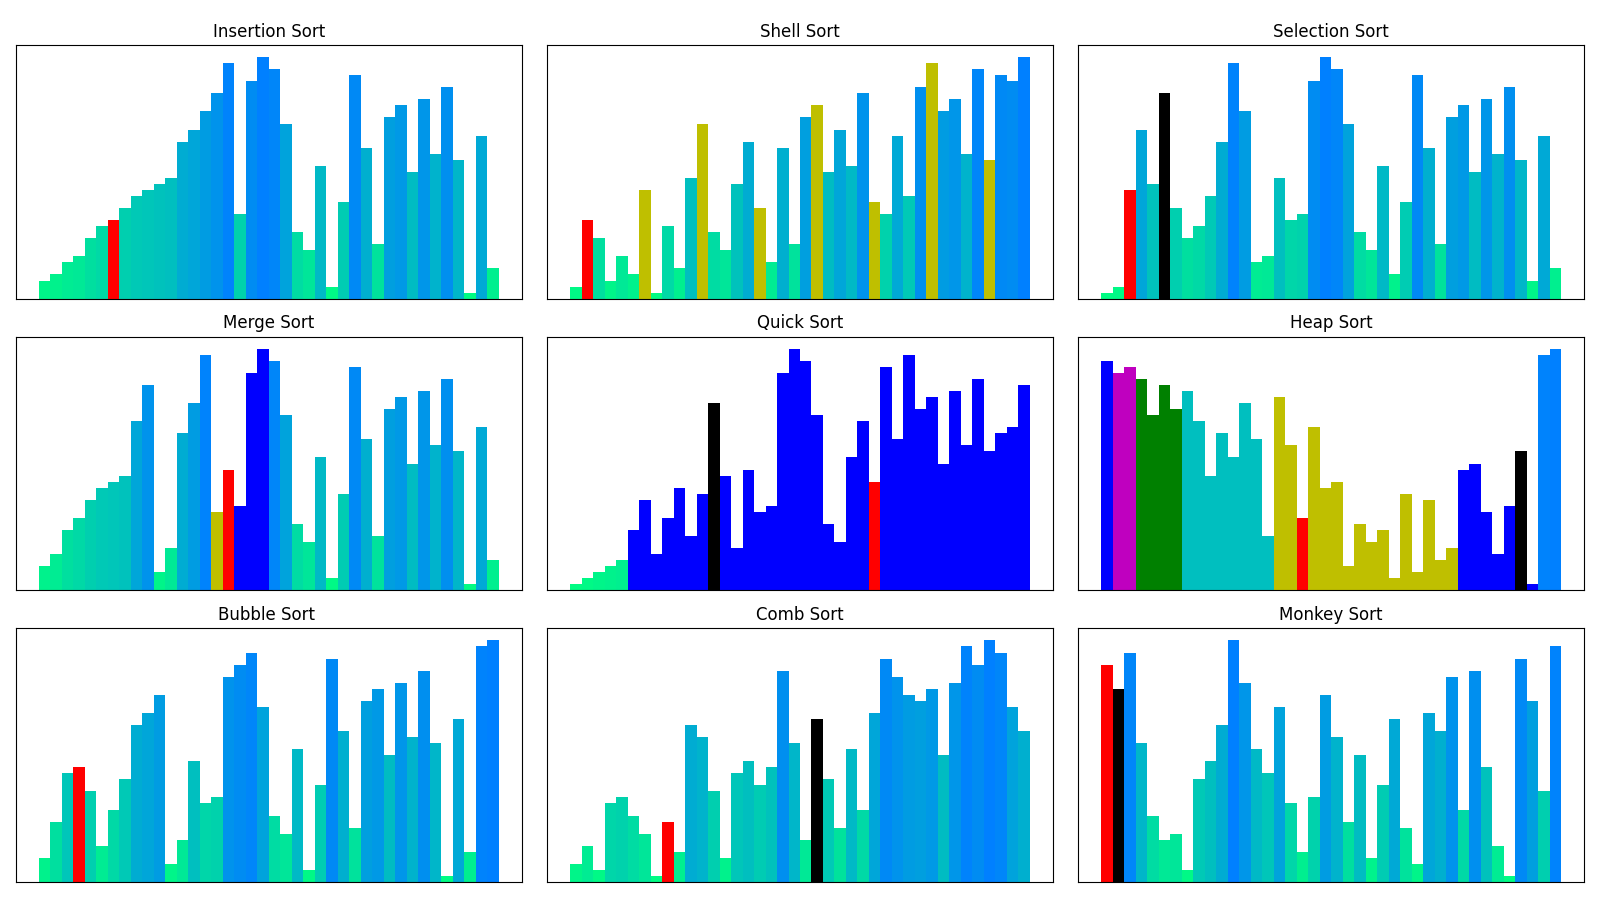 Insertion Sort
Shell Sort
Selection Sort
Merge Sort
Quick Sort
Heap Sort
Bubble Sort
Comb Sort
Monkey Sort